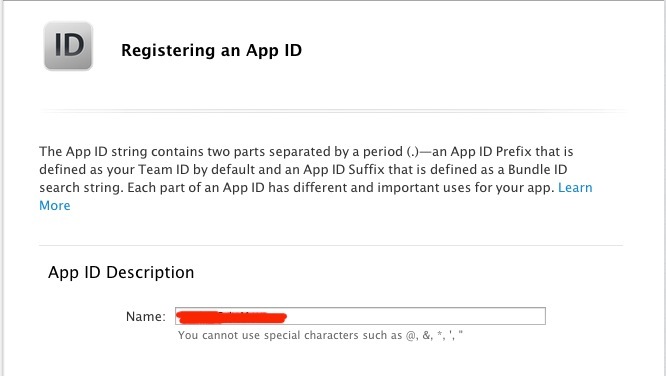 ID
Registering an App ID
The App ID string contains two parts separated by a period (.)—an App ID Prefix that is
defined as your Team ID by default and an App ID Suffix that is defined as a Bundle ID
search string. Each part of an App ID has different and important uses for your app. Learn
More
App ID Description
Name:
You cannot use special characters such as @, &, *, ', "